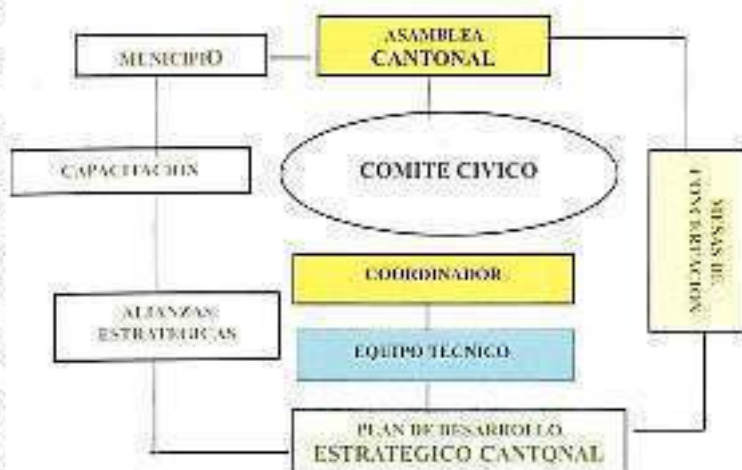 MUNICIPIO
ASAMBLEA
CANTONAL
CAPACITACION
COMITE CIVICO
MESAS DE
CONCERTACION
COORDINADOR
ALIANZAS
ESTRATEGICAS
EQUIPO TECNICO
PLAN DE DESARROLLO
ESTRATEGICO CANTONAL